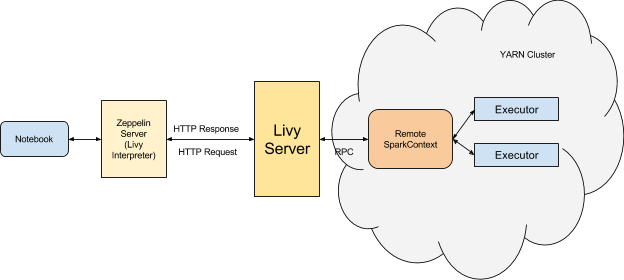 YARN Cluster
Notebook
Zeppelin
Server
(Livy
Interpreter)
HTTP Response
HTTP Request
Livy
Server
RPC
Remote
SparkContext
Executor
Executor